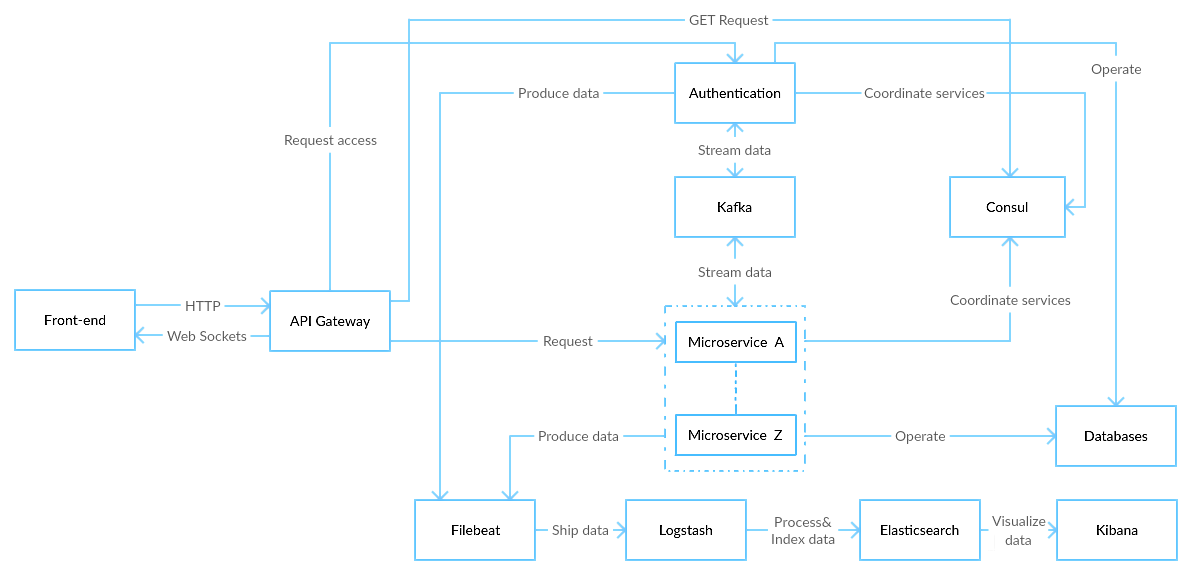 GET Request
Operate
Produce data
Authentication
Coordinate services
Request access
Stream data
Kafka
Consul
Stream data
Coordinate services
HTTP
Front-end
API Gateway
Web Sockets
Request
Microservice A
Produce data
Microservice Z
Operate
Databases
Filebeat
Ship data
Logstash
Process&
Index data
Elasticsearch
Visualize
data
Kibana